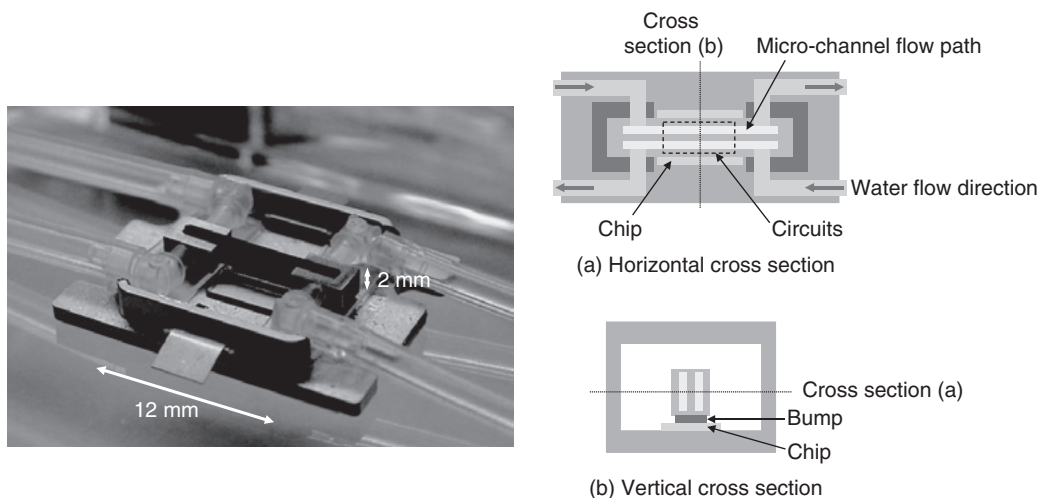 2 mm
12 mm
Cross
section (b)
Micro-channel flow path
Water flow direction
Chip
Circuits
(a) Horizontal cross section
Cross section (a)
Bump
Chip
(b) Vertical cross section